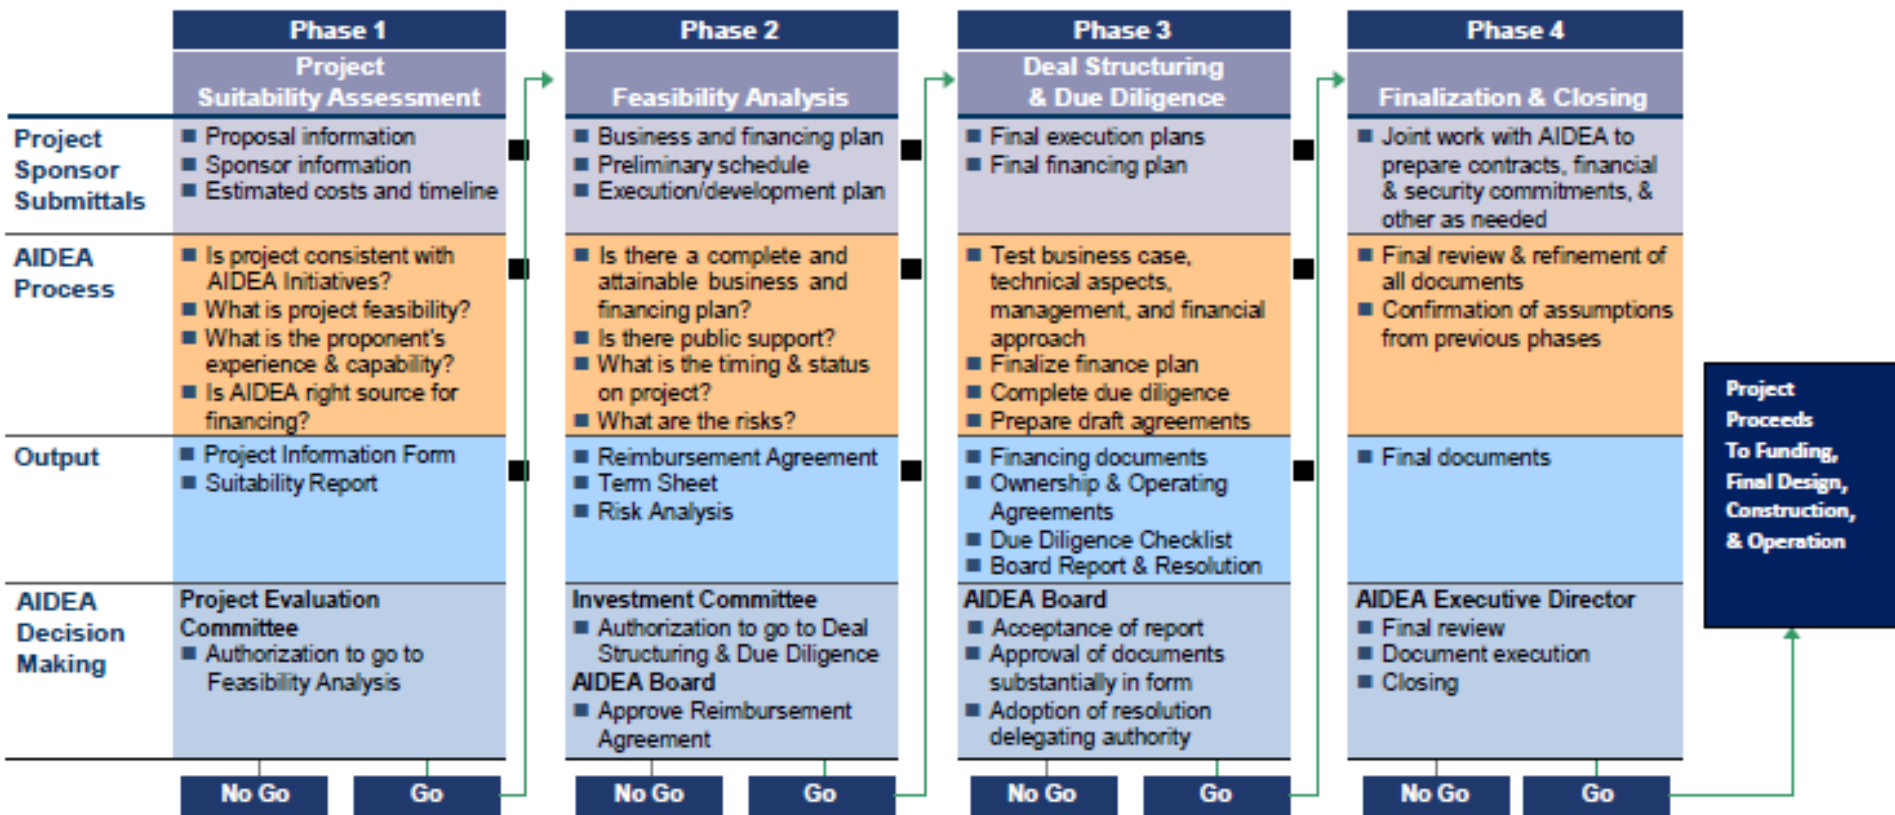 Phase 1
Phase 2
Phase 3
Phase 4
Project
Suitability Assessment
Feasibility Analysis
Deal Structuring
& Due Diligence
Finalization & Closing
Project
Sponsor
Submittals
Proposal information
Sponsor information
Estimated costs and timeline
Business and financing plan
Preliminary schedule
Execution/development plan
Final execution plans
Final financing plan
Joint work with AIDEA to
prepare contracts, financial
& security commitments, &
other as needed
AIDEA
Process
Is project consistent with
AIDEA Initiatives?
What is project feasibility?
What is the proponent's
experience & capability?
Is AIDEA right source for
financing?
Is there a complete and
attainable business and
financing plan?
Is there public support?
What is the timing & status
on project?
What are the risks?
Test business case,
technical aspects,
management, and financial
approach
Finalize finance plan
Complete due diligence
Prepare draft agreements
Final review & refinement of
all documents
Confirmation of assumptions
from previous phases
Output
Project Information Form
Suitability Report
Reimbursement Agreement
Term Sheet
Risk Analysis
Financing documents
Ownership & Operating
Agreements
Due Diligence Checklist
Board Report & Resolution
Final documents
AIDEA
Decision
Making
Project Evaluation
Committee
Authorization to go to
Feasibility Analysis
Investment Committee
Authorization to go to Deal
Structuring & Due Diligence
AIDEA Board
Approve Reimbursement
Agreement
AIDEA Board
Acceptance of report
Approval of documents
substantially in form
Adoption of resolution
delegating authority
AIDEA Executive Director
Final review
Document execution
Closing
No Go
Go
No Go
Go
No Go
Go
No Go
Go
Project
Proceeds
To Funding,
Final Design,
Construction,
& Operation